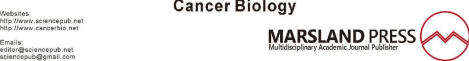 Cancer Biology
Websites:
http://www.sciencepub.net
http://www.cancerbio.net
Emails:
editor@sciencepub.net
sciencepub@gmail.com
MARSLAND PRESS
Multidisciplinary Academic Journal Publisher